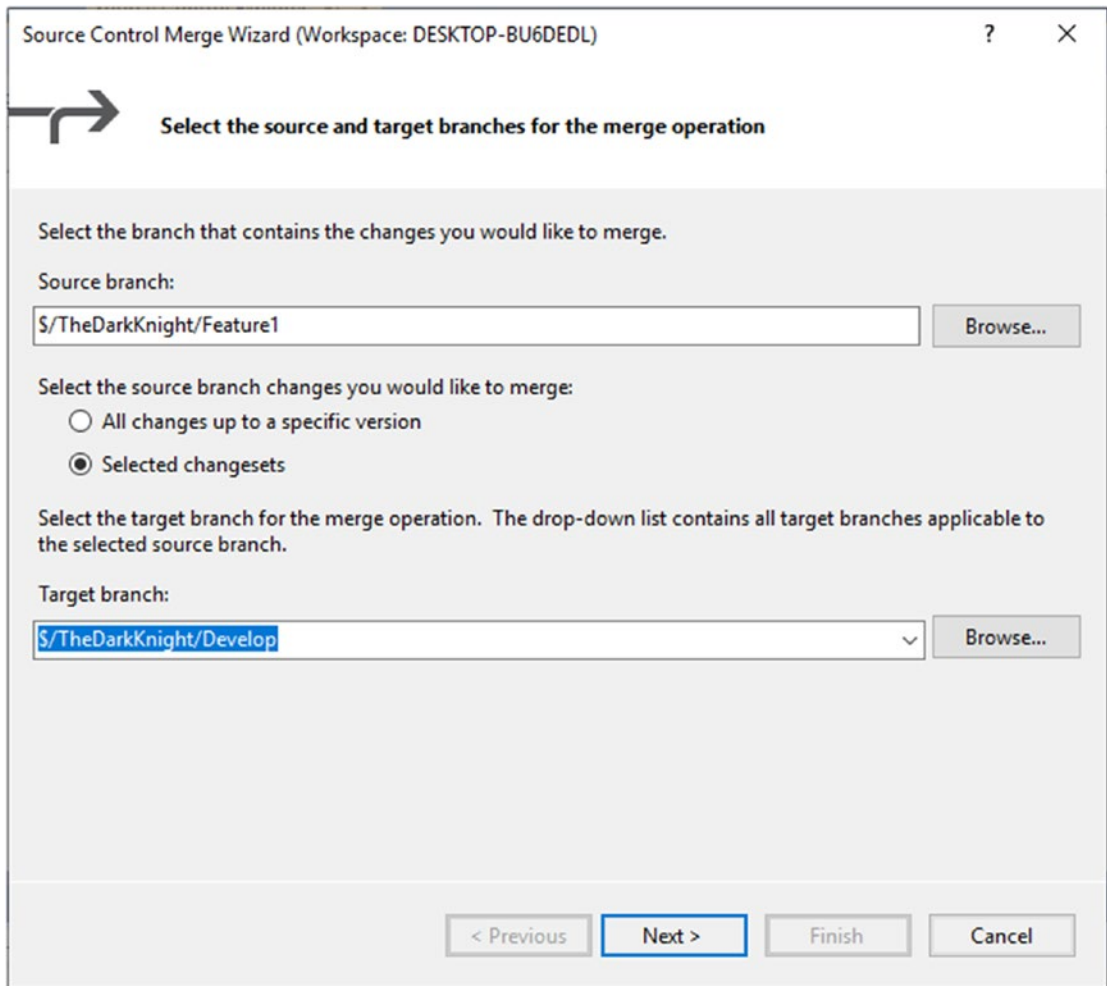 Source Control Merge Wizard (Workspace: DESKTOP-BU6DEDL)
?
Select the source and target branches for the merge operation
Select the branch that contains the changes you would like to merge.
Source branch:
$/TheDarkKnight/Feature1
Browse...
Select the source branch changes you would like to merge:
All changes up to a specific version
Selected changesets
Select the target branch for the merge operation.  The drop-down list contains all target branches applicable to
the selected source branch.
Target branch:
$/TheDarkKnight/Develop
Browse...
< Previous
Next >
Finish
Cancel